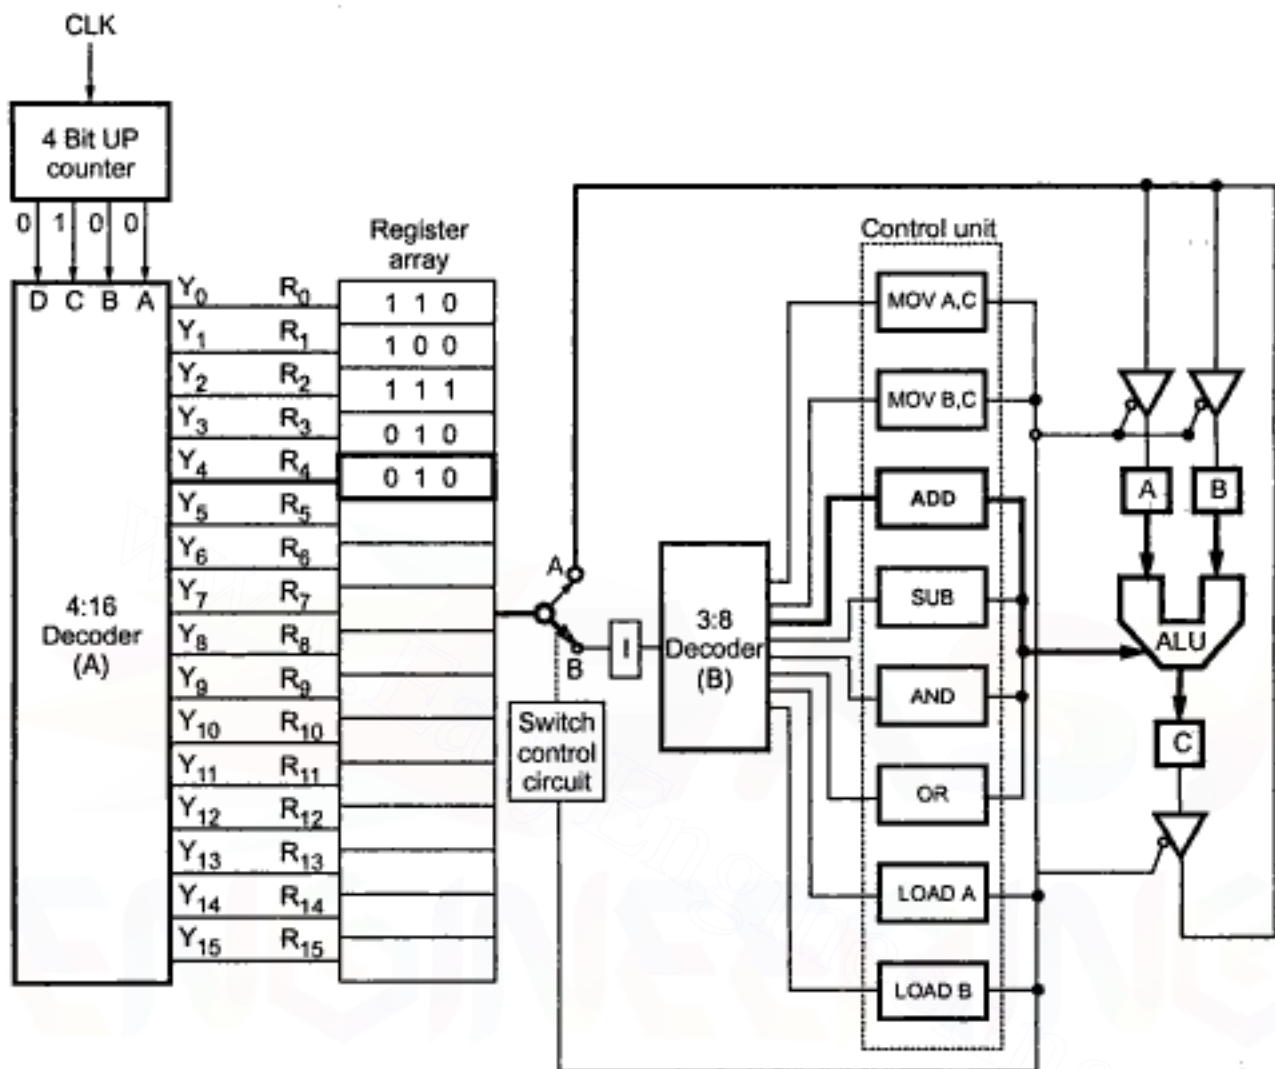 CLK
4 Bit UP
counter
0 1 0 0
D C B A
4:16
Decoder
(A)
Y0 R0
Y1 R1
Y2 R2
Y3 R3
Y4 R4
Y5 R5
Y6 R6
Y7 R7
Y8 R8
Y9 R9
Y10 R10
Y11 R11
Y12 R12
Y13 R13
Y14 R14
Y15 R15
Register
array
1 1 0
1 0 0
1 1 1
0 1 0
0 1 0
A
B
I
Switch
control
circuit
3:8
Decoder
(B)
Control unit
MOV A,C
MOV B,C
ADD
SUB
AND
OR
LOAD A
LOAD B
A
B
ALU
C